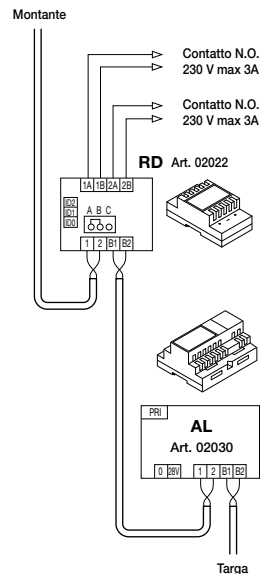 Montante
Contatto N.O.
230 V max 3A
Contatto N.O.
230 V max 3A
RD Art. 02022
1A 1B 2A 2B
ID2
ID1
ID0
A B C
1 2 B1 B2
PRI
AL
Art. 02030
0 28V 1 2 B1 B2
Targa